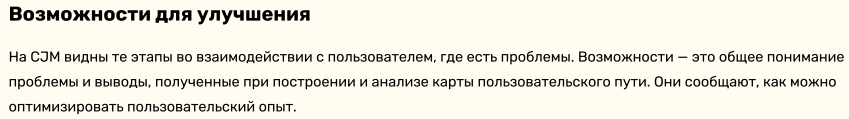 Возможности для улучшения
На CJM видны те этапы во взаимодействии с пользователем, где есть проблемы. Возможности — это общее понимание
проблемы и выводы, полученные при построении и анализе карты пользовательского пути. Они сообщают, как можно
оптимизировать пользовательский опыт.